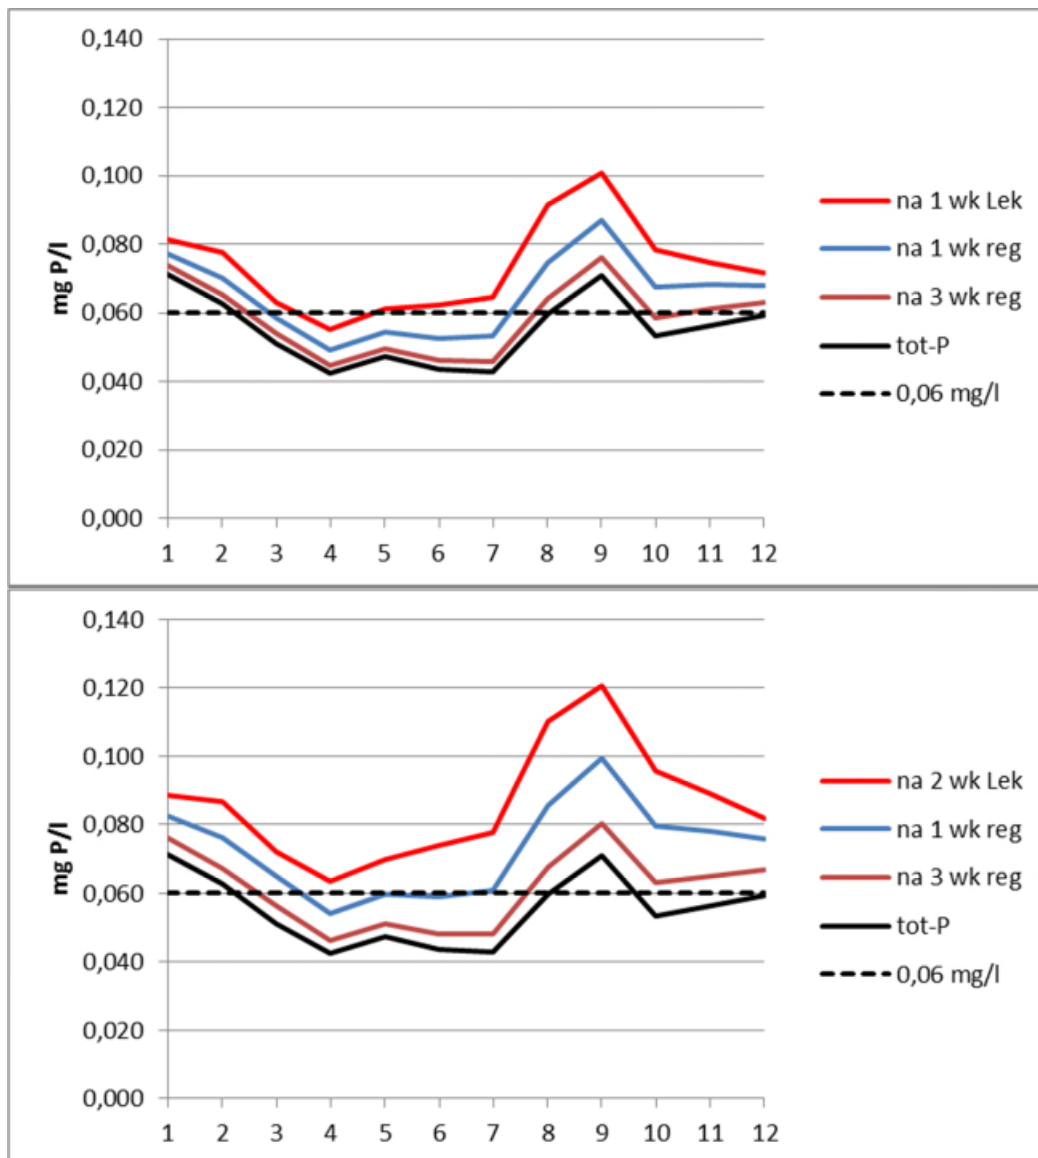 0,140
0,120
0,100
0,080
0,060
0,040
0,020
0,000
mg P/l
1 2 3 4 5 6 7 8 9 10 11 12
na 1 wk Lek
na 1 wk reg
na 3 wk reg
tot-P
0,06 mg/l
0,140
0,120
0,100
0,080
0,060
0,040
0,020
0,000
mg P/l
1 2 3 4 5 6 7 8 9 10 11 12
na 2 wk Lek
na 1 wk reg
na 3 wk reg
tot-P
0,06 mg/l